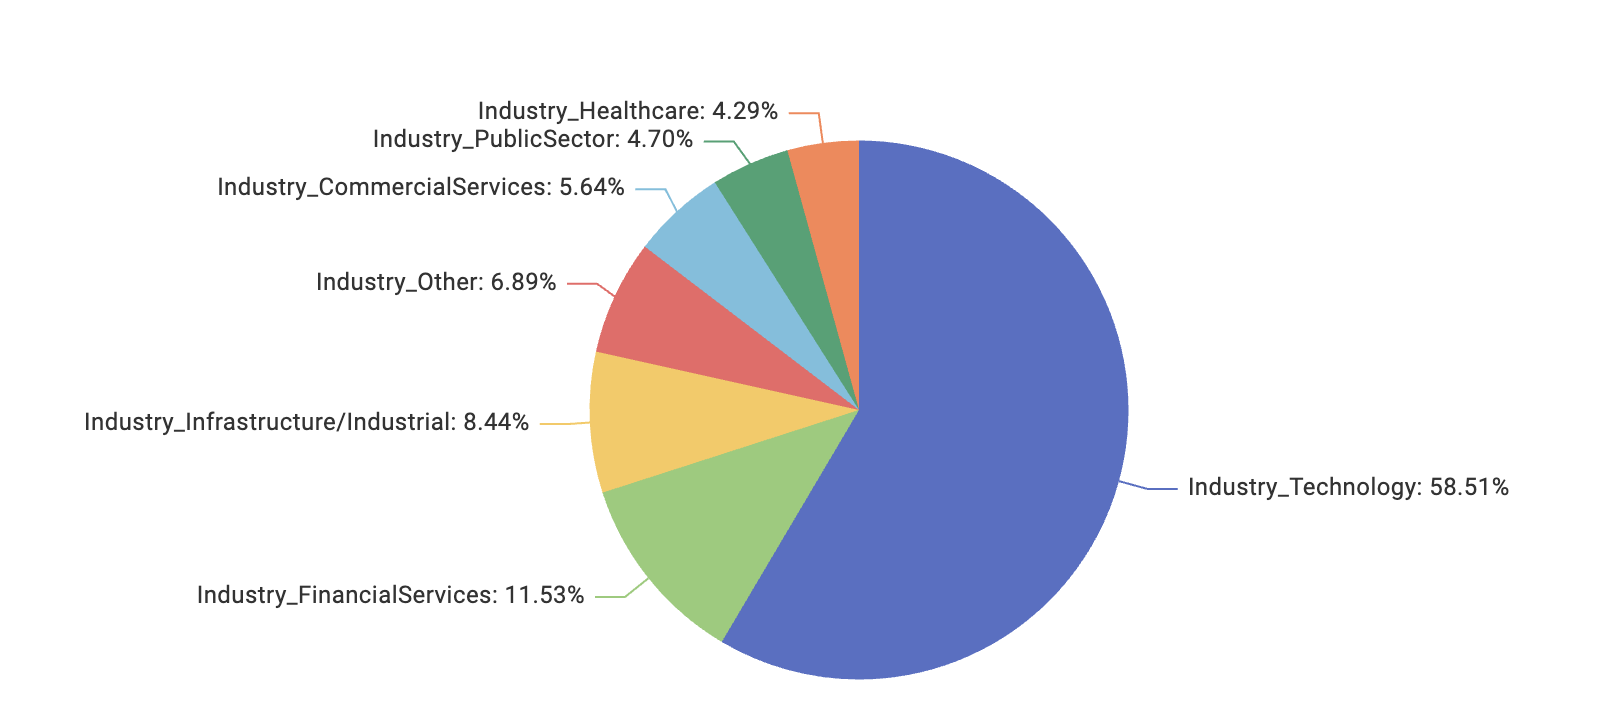 Industry_Healthcare: 4.29%
Industry_PublicSector: 4.70%
Industry_CommercialServices: 5.64%
Industry_Other: 6.89%
Industry_Infrastructure/Industrial: 8.44%
Industry_Technology: 58.51%
Industry_FinancialServices: 11.53%